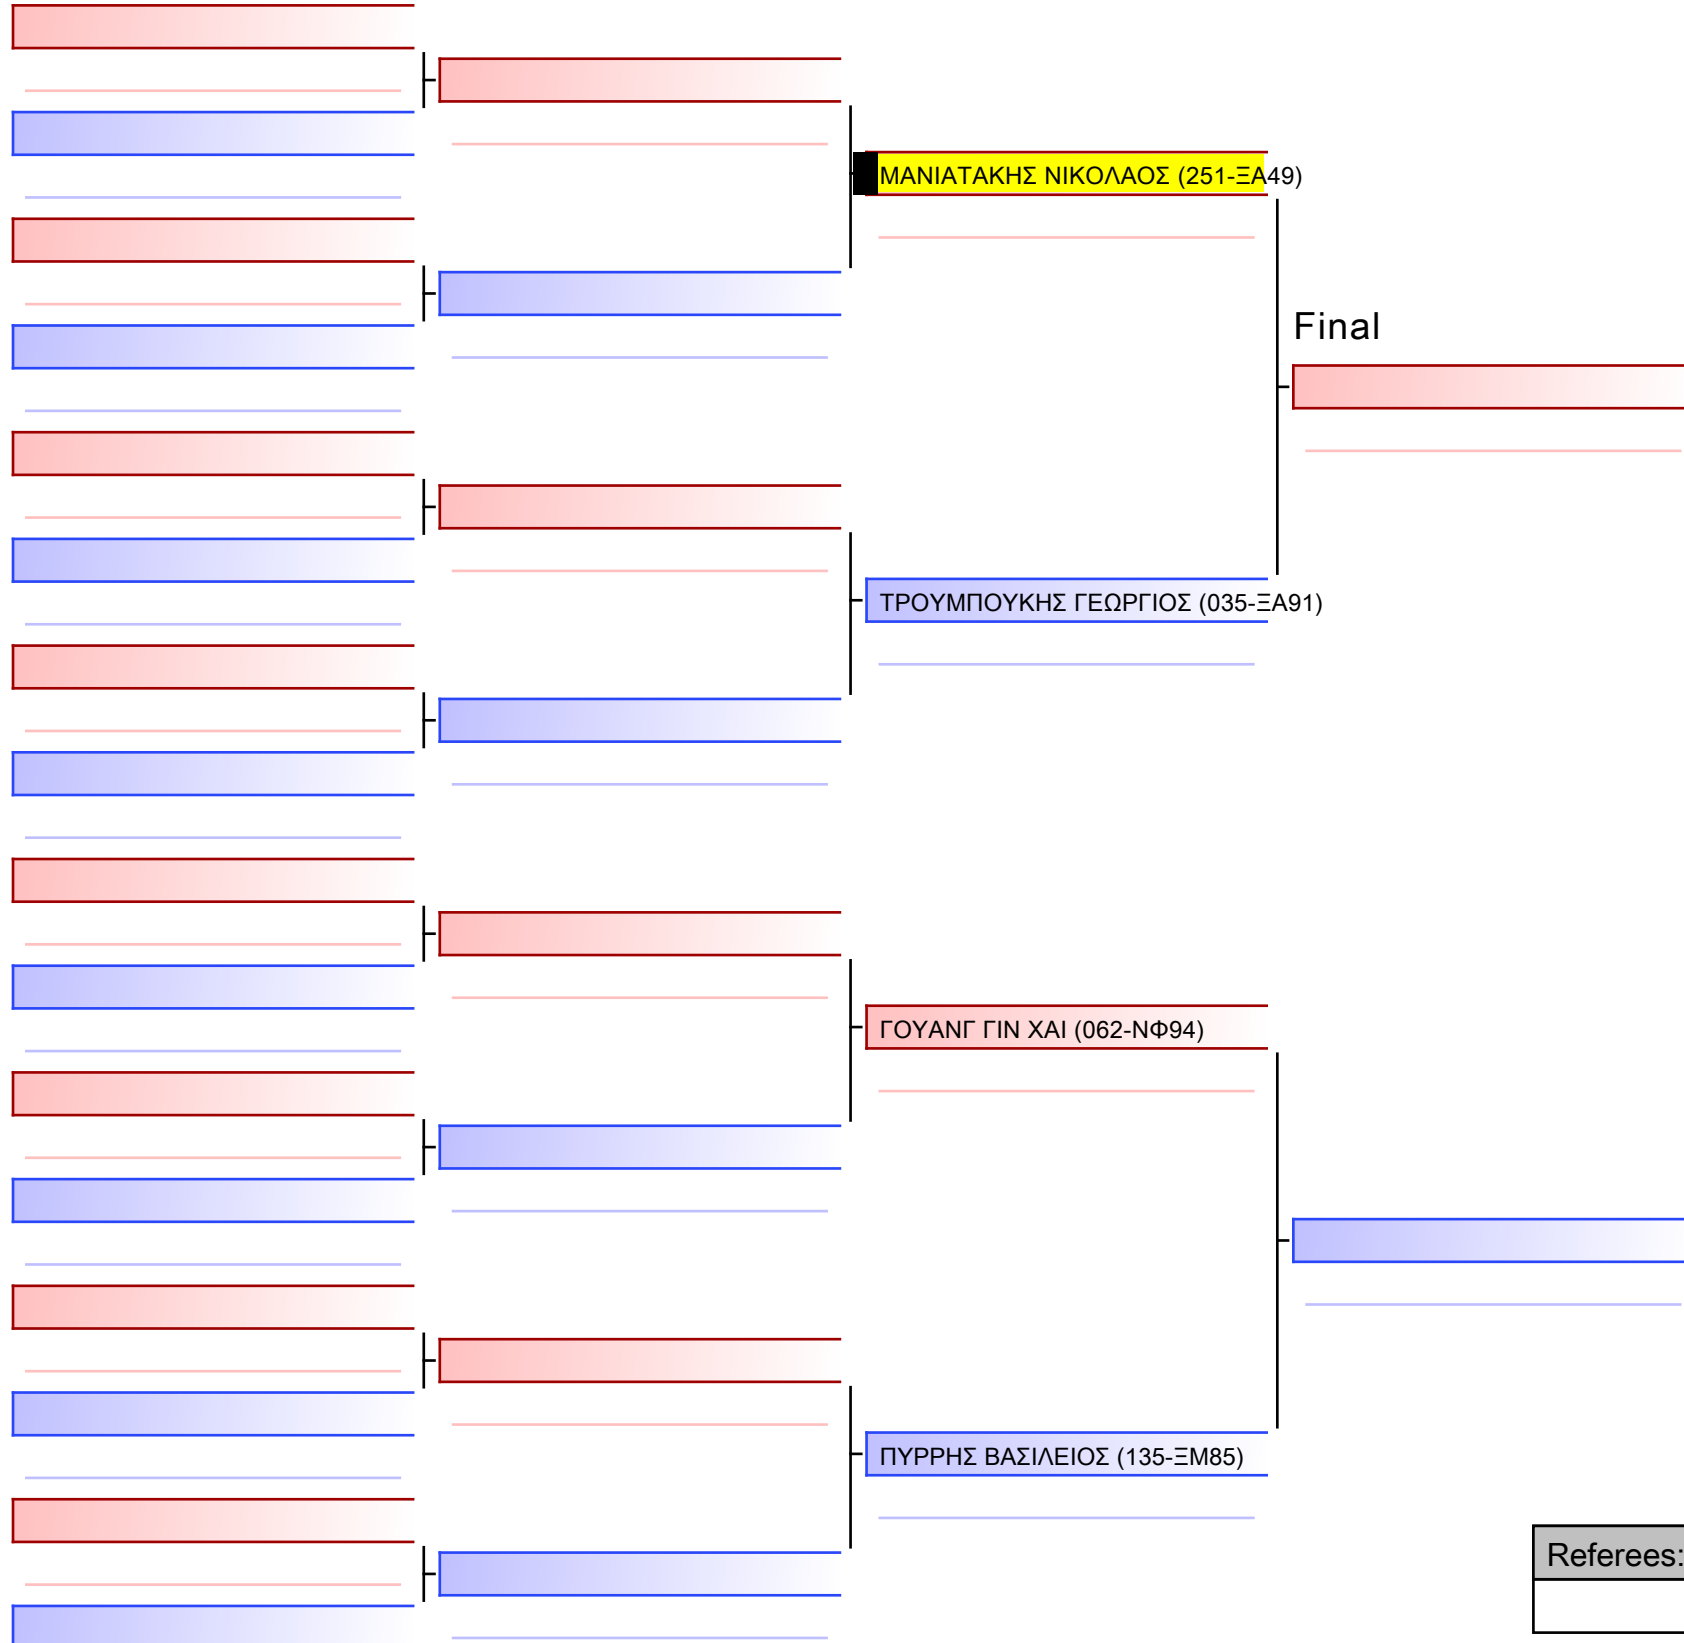 ΜΑΝΙΑΤΑΚΗΣ ΝΙΚΟΛΑΟΣ (251-ΞΑ49)
Final
ΤΡΟΥΜΠΟΥΚΗΣ ΓΕΩΡΓΙΟΣ (035-ΞΑ91)
ΓΟΥΑΝΓ ΓΙΝ ΧΑΙ (062-ΝΦ94)
ΠΥΡΡΗΣ ΒΑΣΙΛΕΙΟΣ (135-ΞΜ85)
Referees: